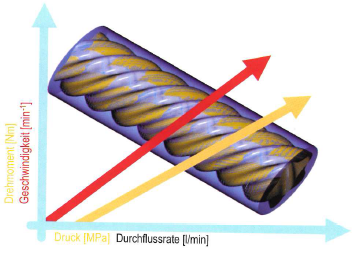 Drehmoment [Nm]
Geschwindigkeit [min⁻¹]
Druck [MPa] Durchflussrate [l/min]